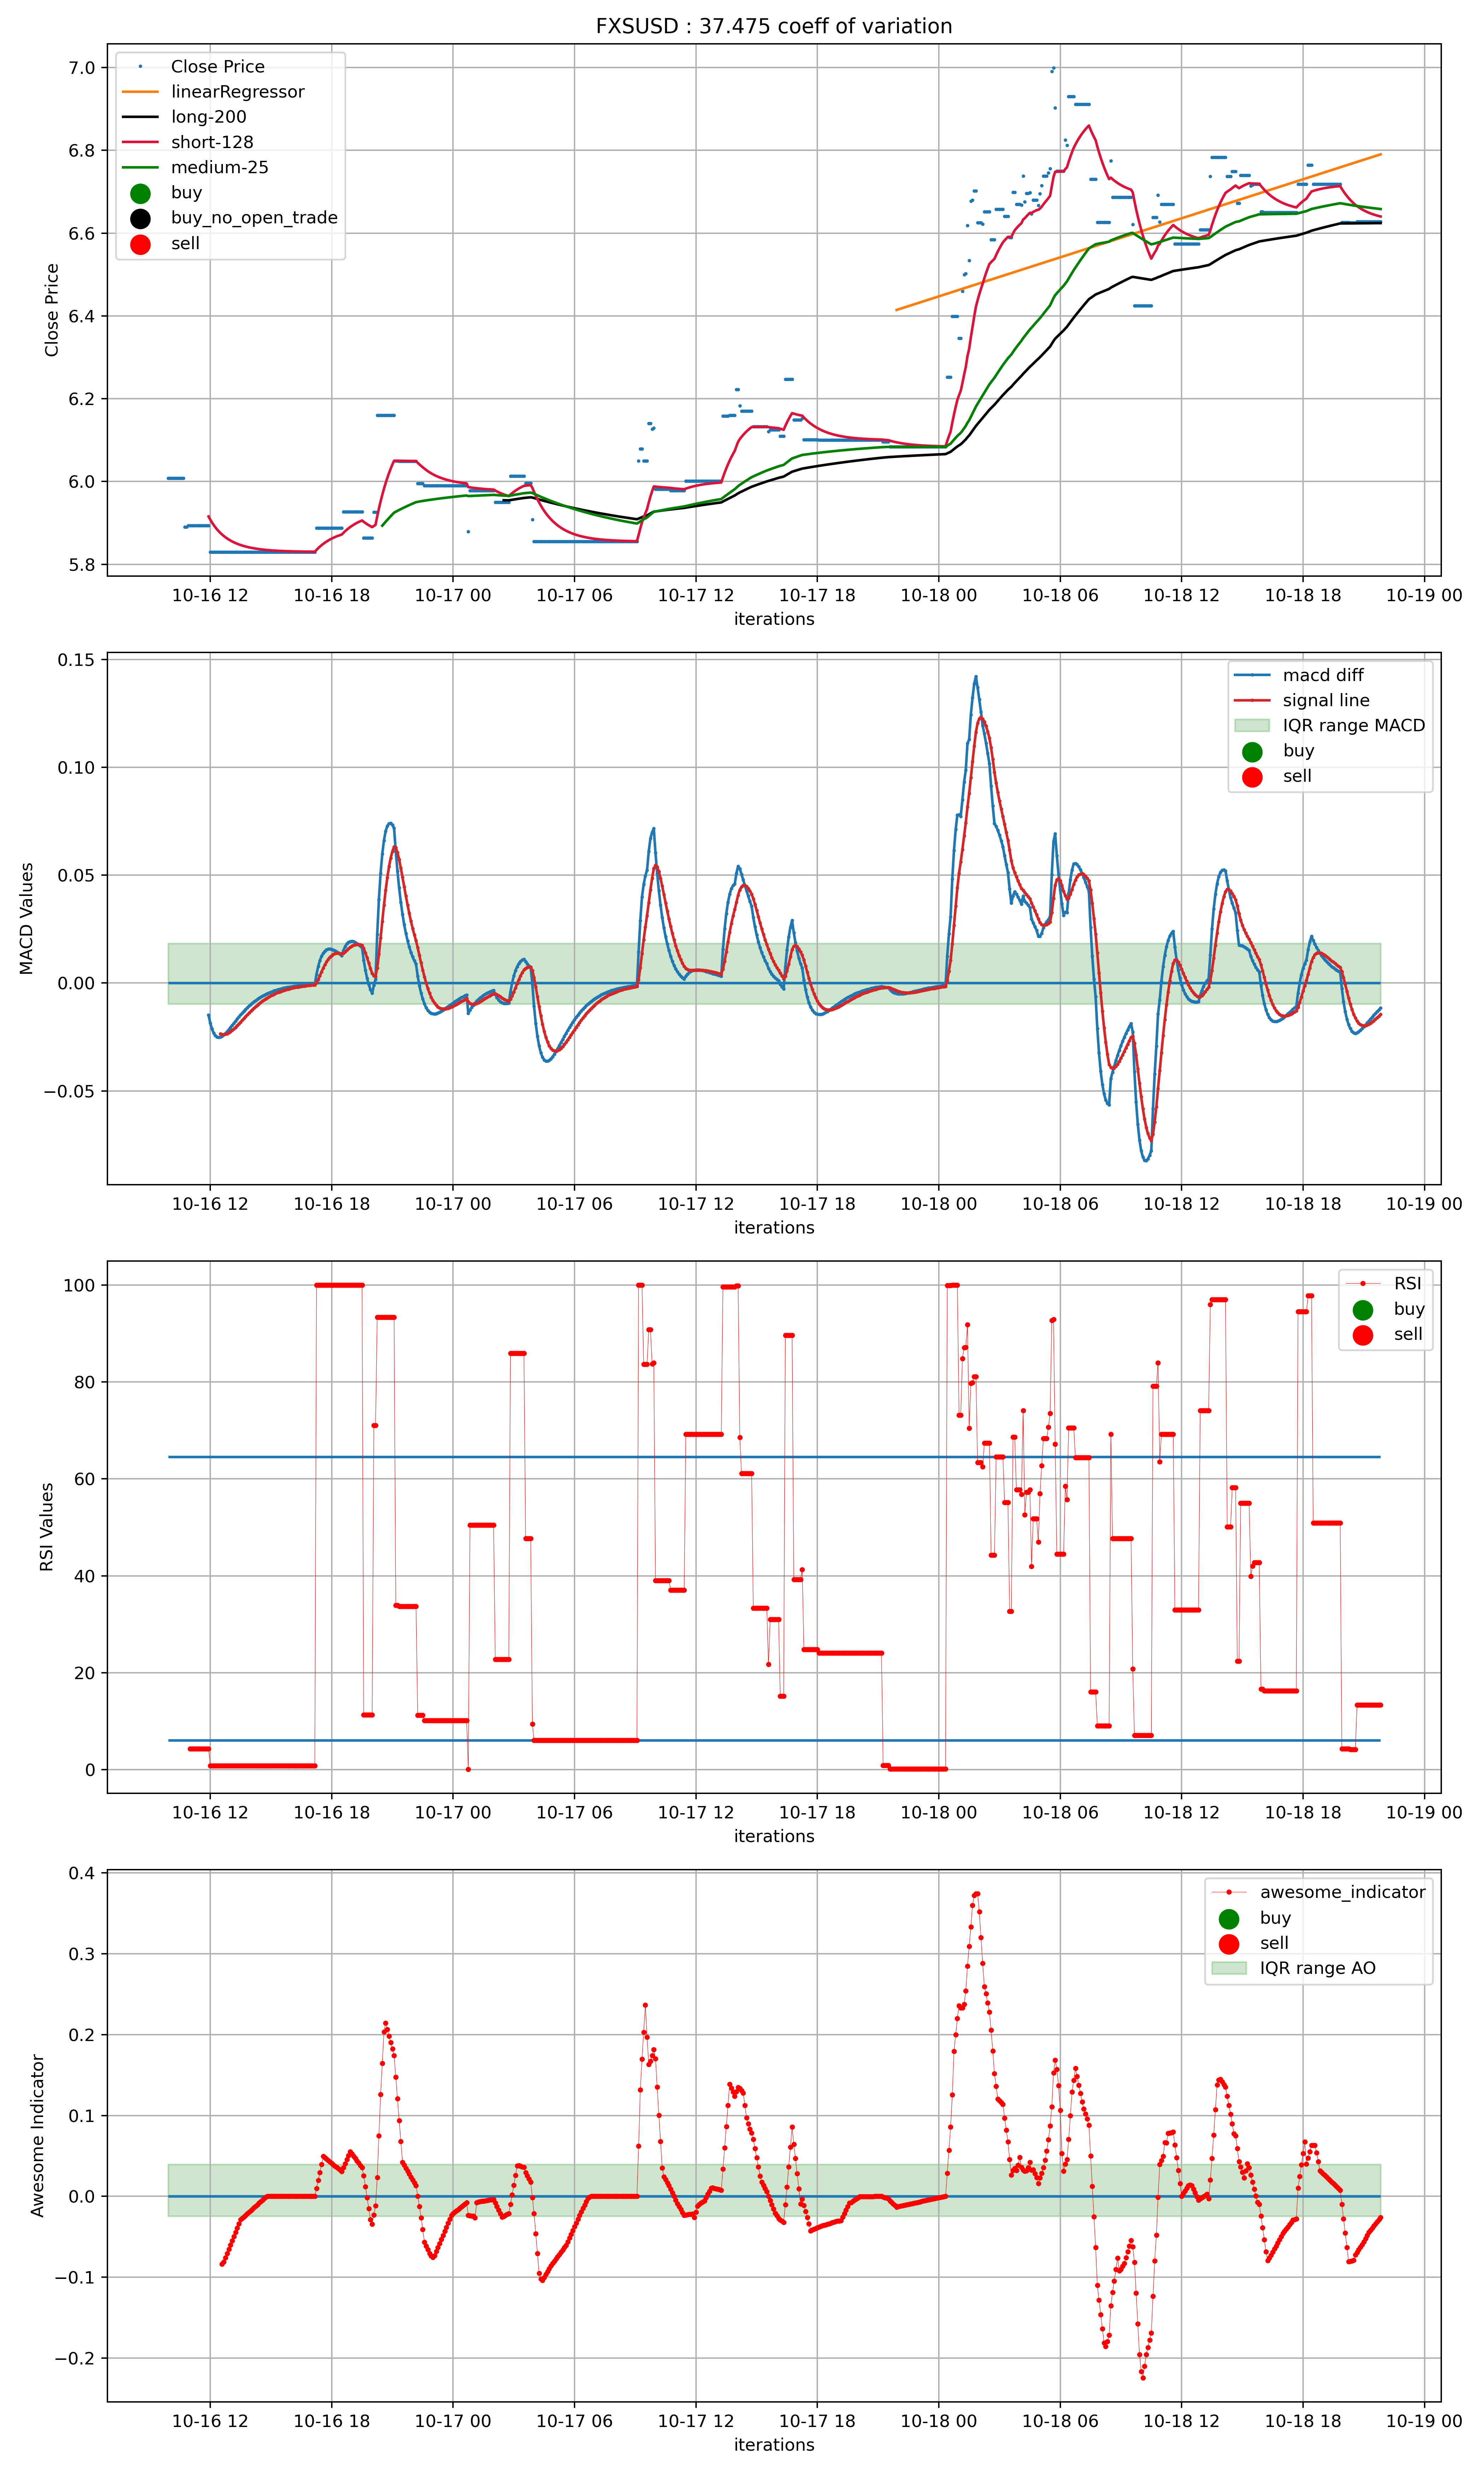 FXSUSD : 37.475 coeff of variation
Close Price
linearRegressor
long-200
short-128
medium-25
buy
buy_no_open_trade
sell
7.0
6.8
6.6
6.4
6.2
6.0
5.8
Close Price
10-16 12 10-16 18 10-17 00 10-17 06 10-17 12 10-17 18 10-18 00 10-18 06 10-18 12 10-18 18 10-19 00
iterations
macd diff
signal line
IQR range MACD
buy
sell
0.15
0.10
0.05
0.00
−0.05
MACD Values
10-16 12 10-16 18 10-17 00 10-17 06 10-17 12 10-17 18 10-18 00 10-18 06 10-18 12 10-18 18 10-19 00
iterations
RSI
buy
sell
100
80
60
40
20
0
RSI Values
10-16 12 10-16 18 10-17 00 10-17 06 10-17 12 10-17 18 10-18 00 10-18 06 10-18 12 10-18 18 10-19 00
iterations
awesome_indicator
buy
sell
IQR range AO
0.4
0.3
0.2
0.1
0.0
−0.1
−0.2
Awesome Indicator
10-16 12 10-16 18 10-17 00 10-17 06 10-17 12 10-17 18 10-18 00 10-18 06 10-18 12 10-18 18 10-19 00
iterations